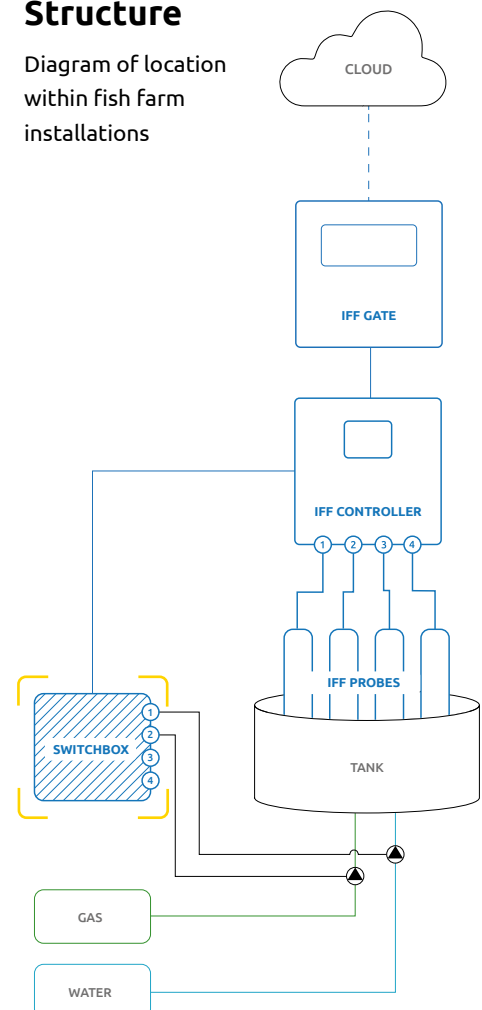 Structure
Diagram of location
within fish farm
installations
CLOUD
IFF GATE
IFF CONTROLLER
1 2 3 4
IFF PROBES
SWITCHBOX
1
2
3
4
TANK
GAS
WATER